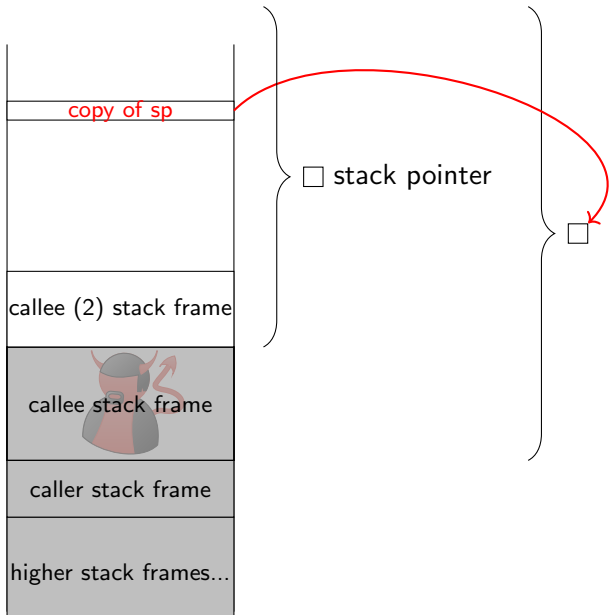 copy of sp
□ stack pointer
□
callee (2) stack frame
callee stack frame
caller stack frame
higher stack frames...